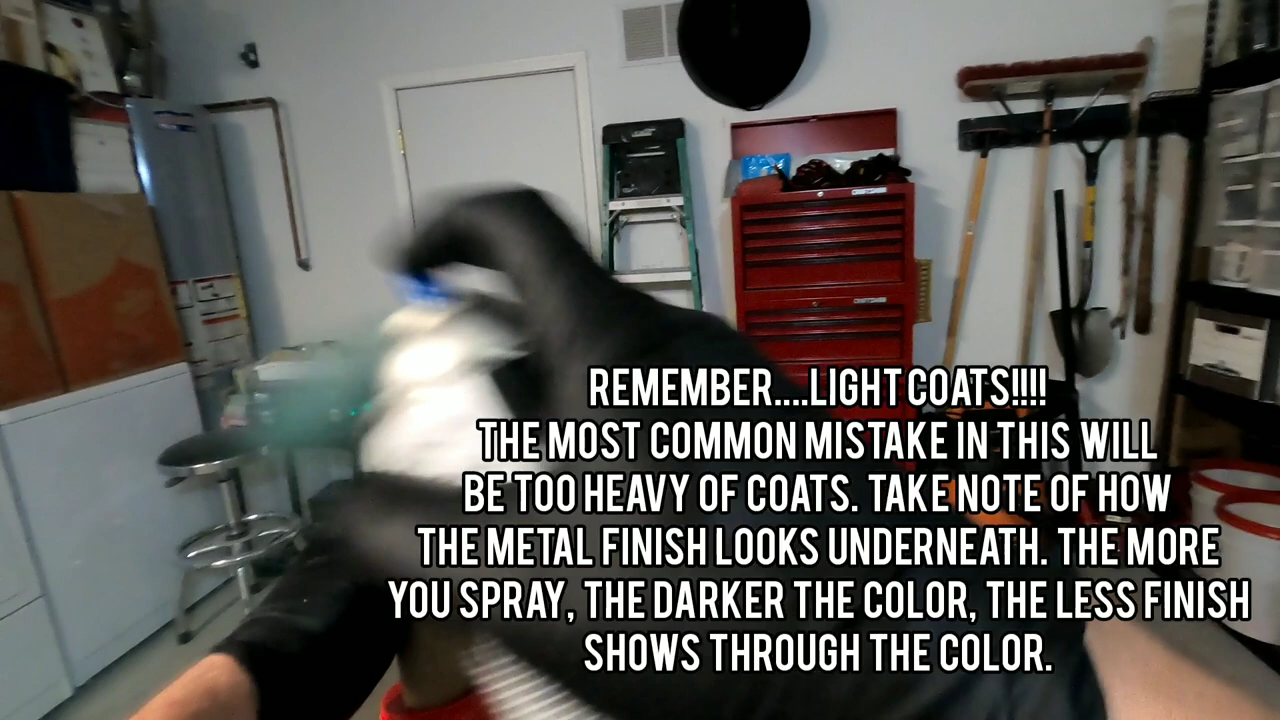 CRAFTSMAN
CRAFTSMAN
REMEMBER....LIGHT COATS!!!!
THE MOST COMMON MISTAKE IN THIS WILL
BE TOO HEAVY OF COATS. TAKE NOTE OF HOW
THE METAL FINISH LOOKS UNDERNEATH. THE MORE
YOU SPRAY, THE DARKER THE COLOR, THE LESS FINISH
SHOWS THROUGH THE COLOR.